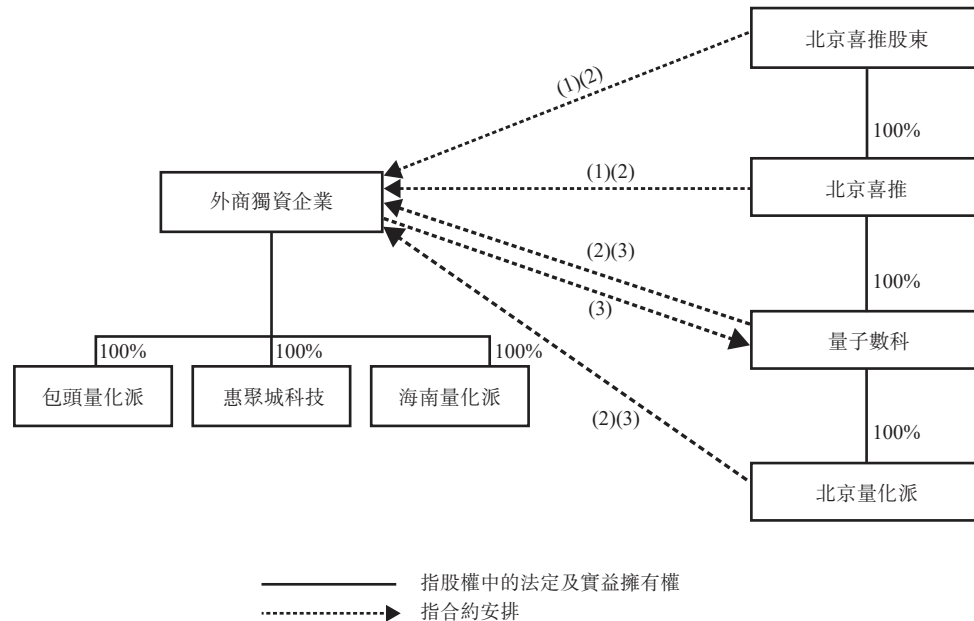 北京喜推股東
(1)(2)
100%
(1)(2)
北京喜推
外商獨資企業
(2)(3)
100%
(3)
量子數科
100%
100%
100%
包頭量化派
惠聚城科技
海南量化派
(2)(3)
100%
北京量化派
指股權中的法定及實益擁有權
指合約安排